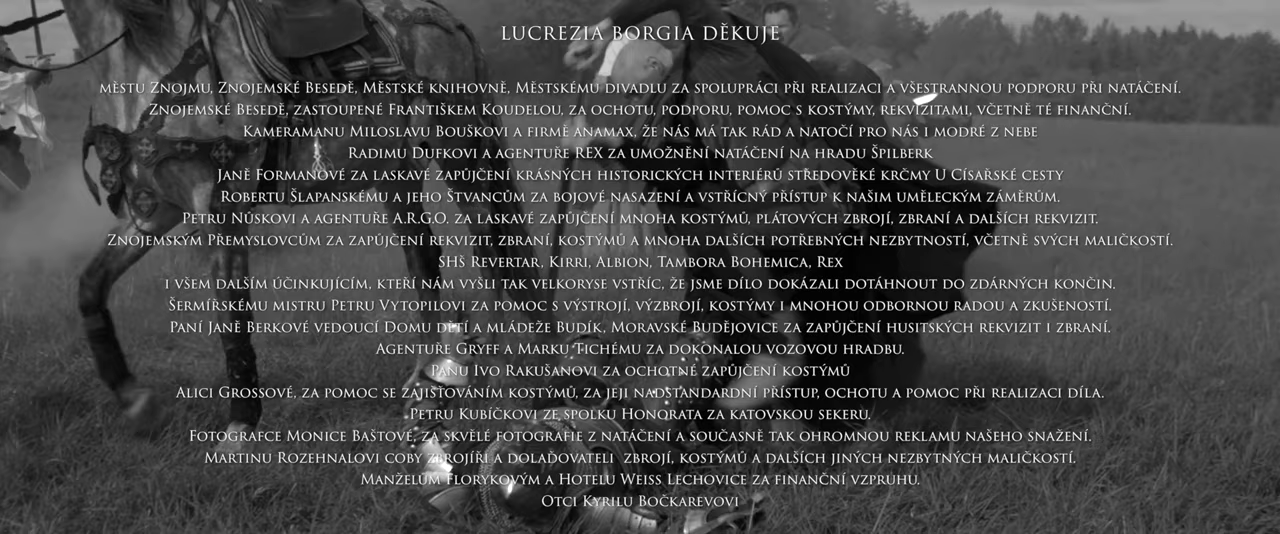 LUCREZIA BORGIA DĚKUJE
MĚSTU ZNOJMU, ZNOJEMSKÉ BESEDĚ, MĚSTSKÉ KNIHOVNĚ, MĚSTSKÉMU DIVADLU ZA SPOLUPRÁCI PŘI REALIZACI A VŠESTRANNOU PODPORU PŘI NATÁČENÍ.
ZNOJEMSKÉ BESEDĚ, ZASTOUPENÉ FRANTIŠKEM KOUDELOU, ZA OCHOTU, PODPORU, POMOC S KOSTÝMY, REKVIZITAMI, VČETNĚ TÉ FINANČNÍ.
KAMERAMANU MILOSLAVU BOUŠKOVI A FIRMĚ ANAMAX, ŽE NÁS MÁ TAK RÁD A NATOČÍ PRO NÁS I MODRÉ Z NEBE
RADIMU DUFKOVI A AGENTUŘE REX ZA UMOŽNĚNÍ NATÁČENÍ NA HRADU ŠPILBERK
JANĚ FORMANOVÉ ZA LASKAVÉ ZAPŮJČENÍ KRÁSNÝCH HISTORICKÝCH INTERIÉRŮ STŘEDOVĚKÉ KRČMY U CÍSAŘSKÉ CESTY
ROBERTU ŠLAPANSKÉMU A JEHO ŠTVANCŮM ZA BOJOVÉ NASAZENÍ A VSTŘÍCNÝ PŘÍSTUP K NAŠIM UMĚLECKÝM ZÁMĚRŮM.
PETRU NŮSKOVI A AGENTUŘE A.R.G.O. ZA LASKAVÉ ZAPŮJČENÍ MNOHA KOSTÝMŮ, PLÁTOVÝCH ZBROJÍ, ZBRANÍ A DALŠÍCH REKVIZIT.
ZNOJEMSKÝM PŘEMYSLOVCŮM ZA ZAPŮJČENÍ REKVIZIT, ZBRANÍ, KOSTÝMŮ A MNOHA DALŠÍCH POTŘEBNÝCH NEZBYTNOSTÍ, VČETNĚ SVÝCH MALIČKOSTÍ.
SHŠ REVERTAR, KIRRI, ALBION, TAMBORA BOHEMICA, REX
I VŠEM DALŠÍM ÚČINKUJÍCÍM, KTEŘÍ NÁM VYŠLI TAK VELKORYSE VSTŘÍC, ŽE JSME DÍLO DOKÁZALI DOTÁHNOUT DO ZDÁRNÝCH KONČIN.
ŠERMÍŘSKÉMU MISTRU PETRU VYTOPILOVI ZA POMOC S VÝSTROJÍ, VÝZBROJÍ, KOSTÝMY I MNOHOU ODBORNOU RADOU A ZKUŠENOSTÍ.
PANÍ JANĚ BERKOVÉ VEDOUCÍ DOMU DĚTÍ A MLÁDEŽE BUDÍK, MORAVSKÉ BUDĚJOVICE ZA ZAPŮJČENÍ HUSITSKÝCH REKVIZIT I ZBRANÍ.
AGENTUŘE GRYFF A MARKU TICHÉMU ZA DOKONALOU VOZOVOU HRADBU.
PANU IVO RAKUŠANOVI ZA OCHOTNÉ ZAPŮJČENÍ KOSTÝMŮ
ALICI GROSSOVÉ, ZA POMOC SE ZAJIŠŤOVÁNÍM KOSTÝMŮ, ZA JEJI NADSTANDARDNÍ PŘÍSTUP, OCHOTU A POMOC PŘI REALIZACI DÍLA.
PETRU KUBÍČKOVI ZE SPOLKU HONORATA ZA KATOVSKOU SEKERU.
FOTOGRAFCE MONICE BAŠTOVÉ, ZA SKVĚLÉ FOTOGRAFIE Z NATÁČENÍ A SOUČASNĚ TAK OHROMNOU REKLAMU NAŠEHO SNAŽENÍ.
MARTINU ROZEHNALOVI COBY ZBROJÍŘI A DOLAĎOVATELI ZBROJÍ, KOSTÝMŮ A DALŠÍCH JINÝCH NEZBYTNÝCH MALIČKOSTÍ.
MANŽELŮM FLORYKOVÝM A HOTELU WEISS LECHOVICE ZA FINANČNÍ VZPRUHU.
OTCI KYRILU BOČKAREVOVI